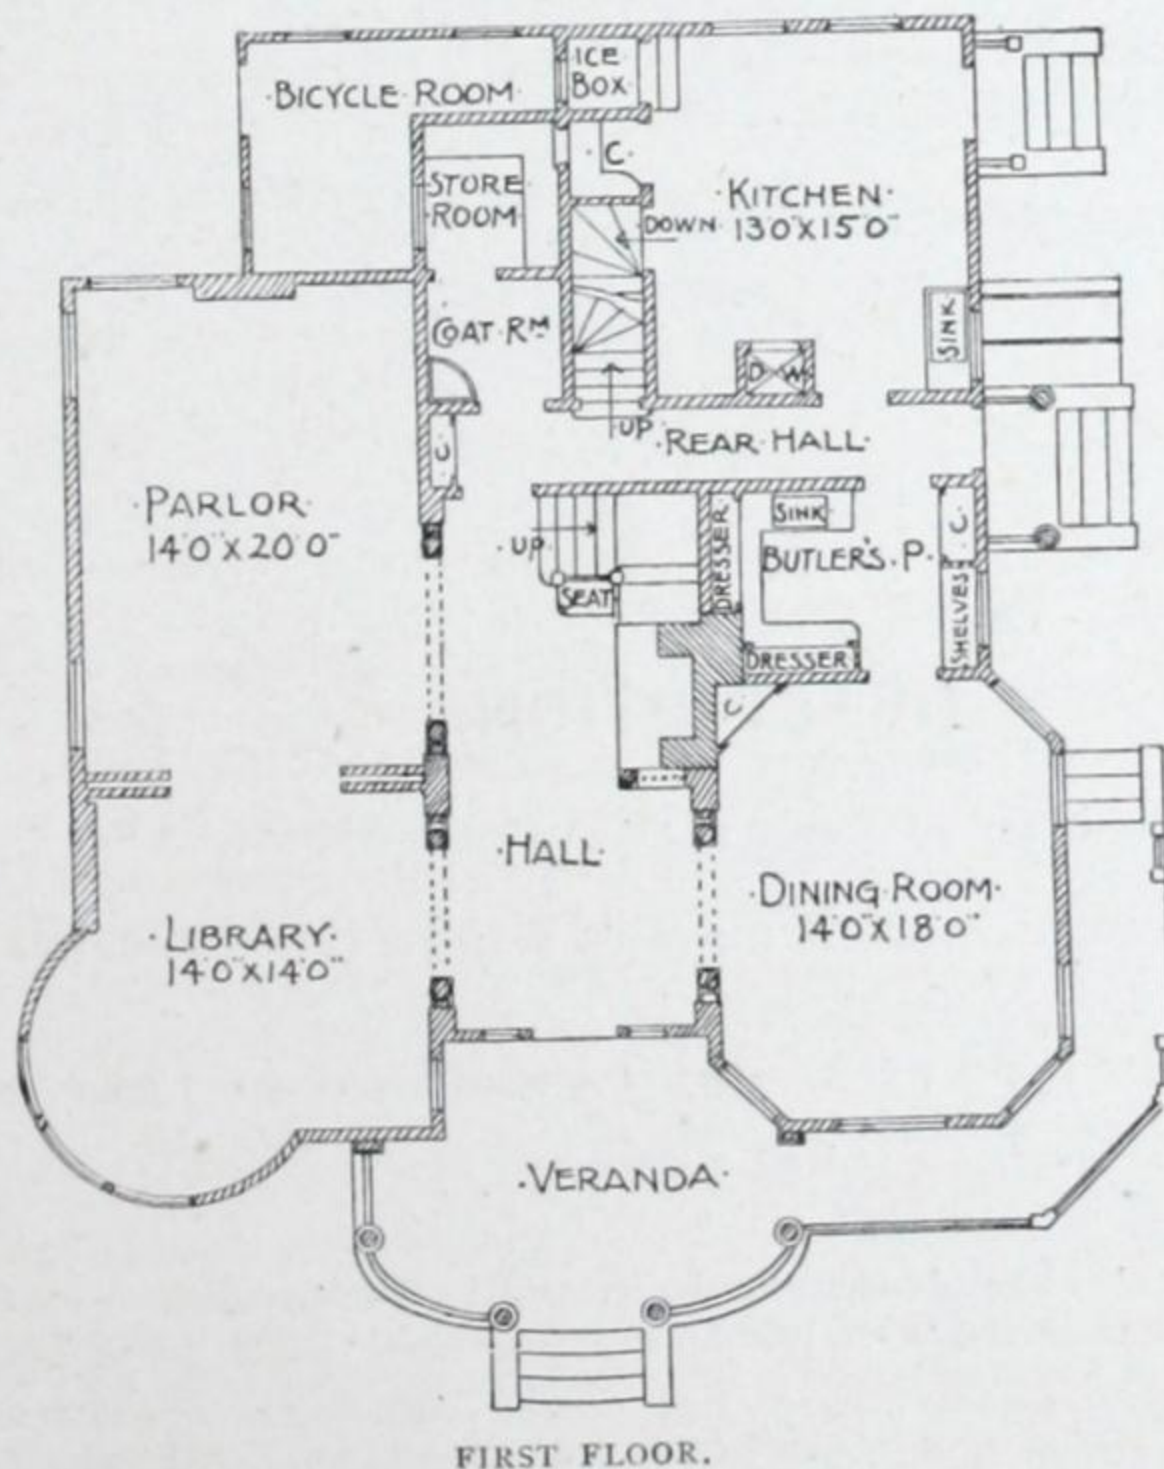 ·BICYCLE·ROOM·
ICE
BOX
·C·
STORE
·ROOM·
·KITCHEN·
13'0"X15'0"
·DOWN·
COAT·RM
SINK
D W
·UP·
·REAR·HALL·
C
·PARLOR·
14'0"X20'0"
·UP·
SEAT
DRESSER
SINK
BUTLER'S·P.
·C·
SHELVES
DRESSER
C
·HALL·
·DINING·ROOM·
14'0"X18'0"
·LIBRARY·
14'0"X14'0"
·VERANDA·
FIRST FLOOR.